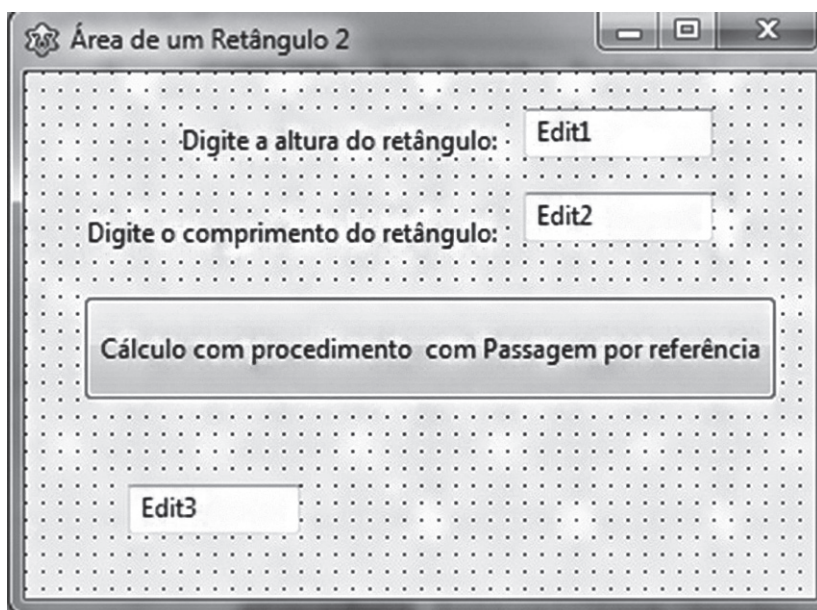 Área de um Retângulo 2
Digite a altura do retângulo:
Edit1
Digite o comprimento do retângulo:
Edit2
Cálculo com procedimento com Passagem por referência
Edit3